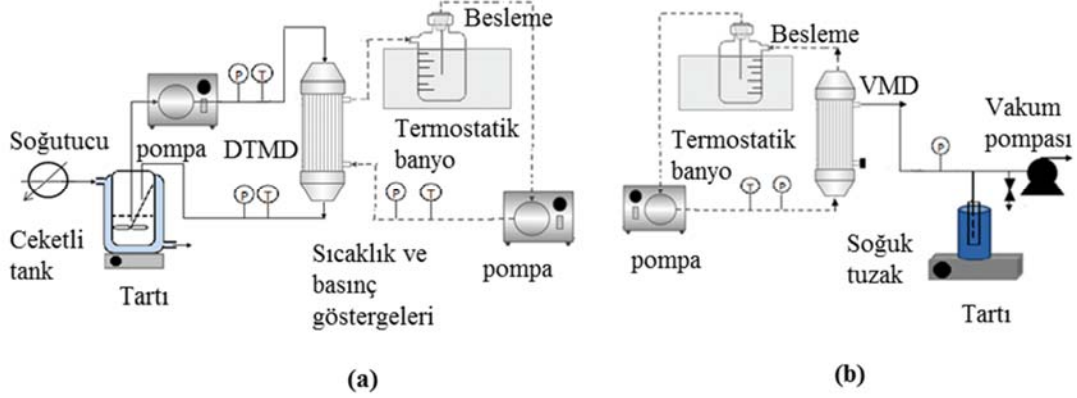 Besleme
P T
Soğutucu
pompa
DTMD
Termostatik
banyo
P T
P T
Ceketli
tank
Tartı
Sıcaklık ve
basınç
göstergeleri
pompa
(a)
Besleme
VMD
Vakum
pompası
Termostatik
banyo
P
T P
pompa
Soğuk
tuzak
Tartı
(b)